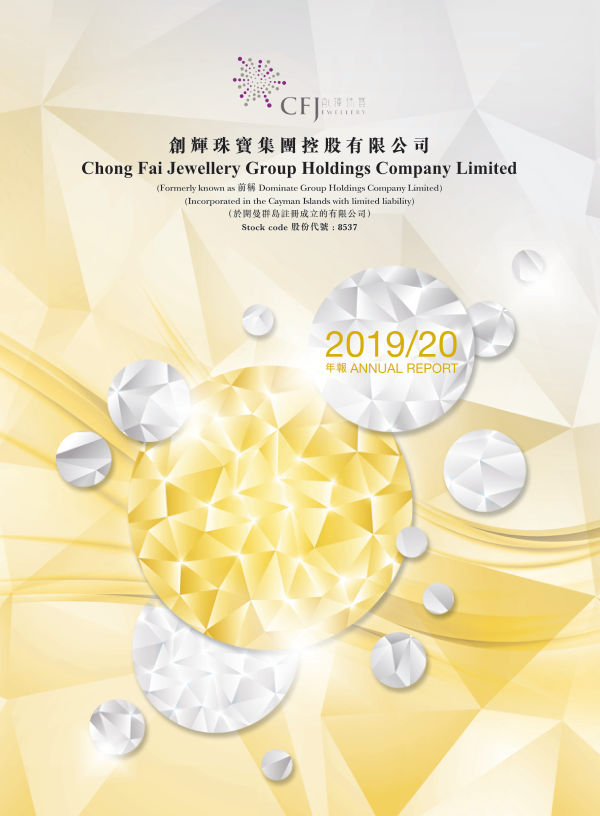 CFJ 創輝珠寶
JEWELLERY
創輝珠寶集團控股有限公司
Chong Fai Jewellery Group Holdings Company Limited
(Formerly known as 前稱 Dominate Group Holdings Company Limited)
(Incorporated in the Cayman Islands with limited liability)
(於開曼群島註冊成立的有限公司)
Stock code 股份代號 : 8537
2019/20
年報 ANNUAL REPORT